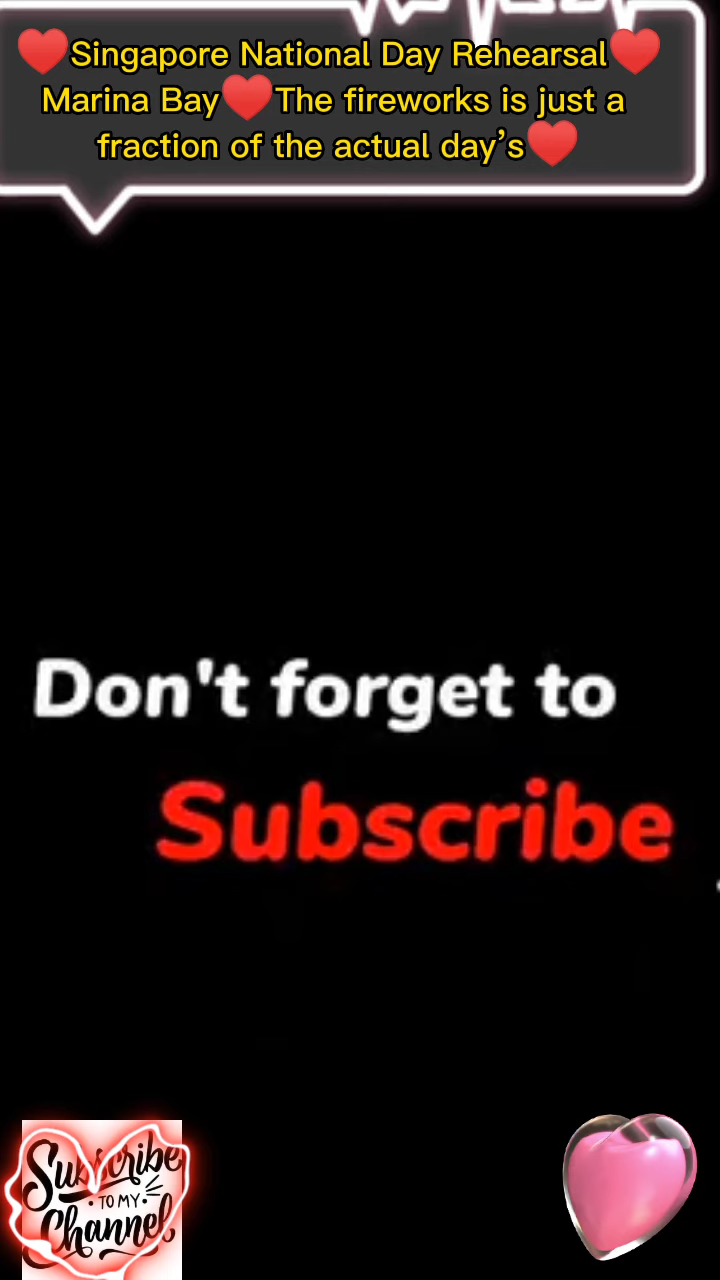 ♥️Singapore National Day Rehearsal♥️
Marina Bay♥️The fireworks is just a
fraction of the actual day’s♥️
Don't forget to
Subscribe
Subscribe
TO MY
Channel